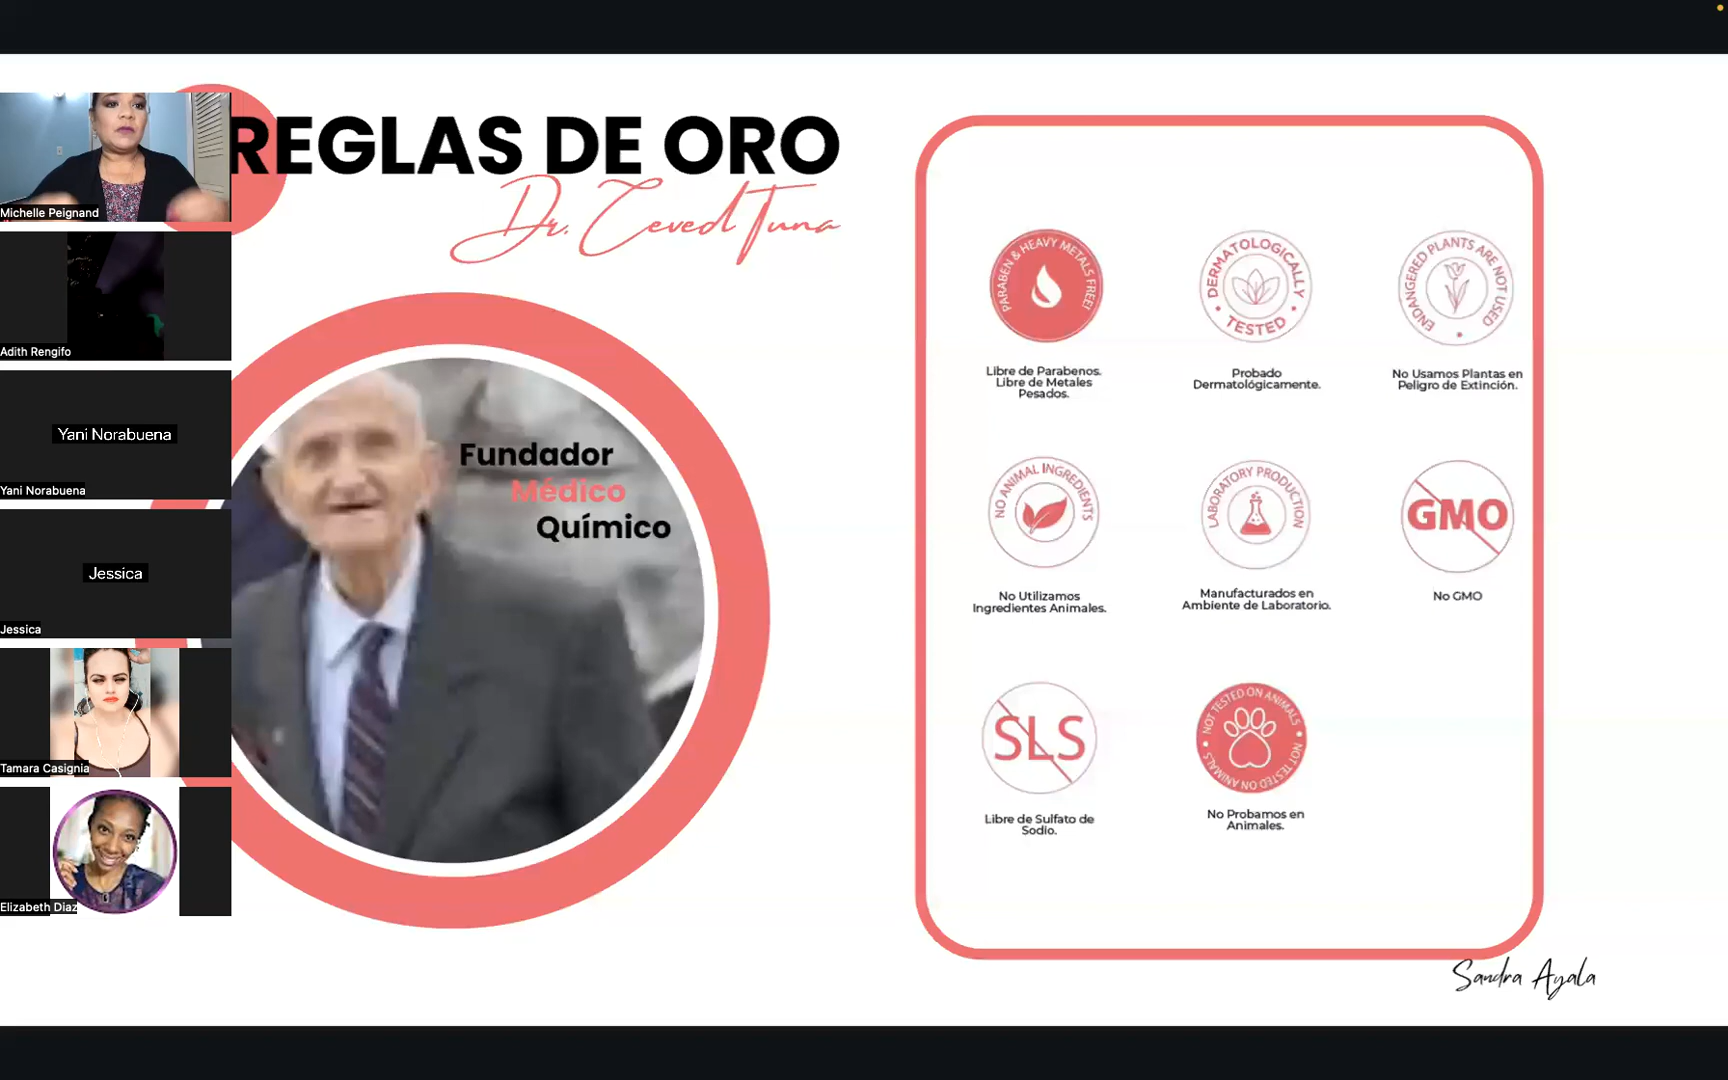 REGLAS DE ORO
Dr. Ceved Tuna
Fundador
Médico
Químico
Michelle Peignand
Adith Rengifo
Yani Norabuena
Yani Norabuena
Jessica
Jessica
Tamara Casignia
Elizabeth Diaz
PARABEN & HEAVY METALS FREE!
Libre de Parabenos.
Libre de Metales
Pesados.
DERMATOLOGICALLY
TESTED
Probado
Dermatológicamente.
ENDANGERED PLANTS ARE NOT USED
No Usamos Plantas en
Peligro de Extinción.
NO ANIMAL INGREDIENTS
No Utilizamos
Ingredientes Animales.
LABORATORY PRODUCTION
Manufacturados en
Ambiente de Laboratorio.
GMO
No GMO
SLS
Libre de Sulfato de
Sodio.
NOT TESTED ON ANIMALS
NOT TESTED ON ANIMALS
No Probamos en
Animales.
Sandra Ayala